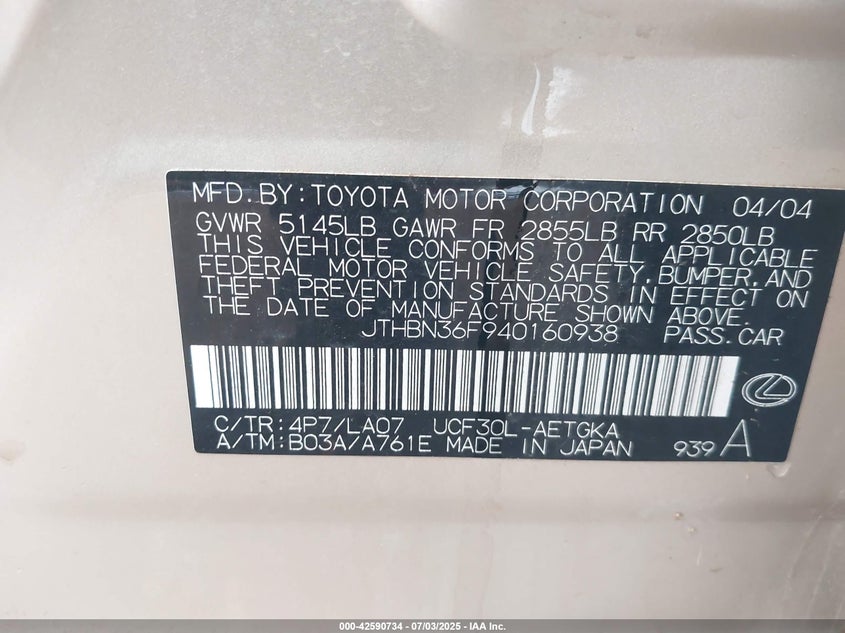 MFD.BY:TOYOTA MOTOR CORPORATION 04/04
GVWR 5145LB GAWR FR 2855LB RR 2850LB
THIS VEHICLE CONFORMS TO ALL APPLICABLE
FEDERAL MOTOR VEHICLE SAFETY,BUMPER,AND
THEFT PREVENTION STANDARDS IN EFFECT ON
THE DATE OF MANUFACTURE SHOWN ABOVE.
JTHBN36F940160938 PASS.CAR
C/TR:4P7/LA07 UCF30L-AETGKA
A/TM:B03A/A761E MADE IN JAPAN 939 A
000-42590734 / 07/03/2025 - IAA Inc.